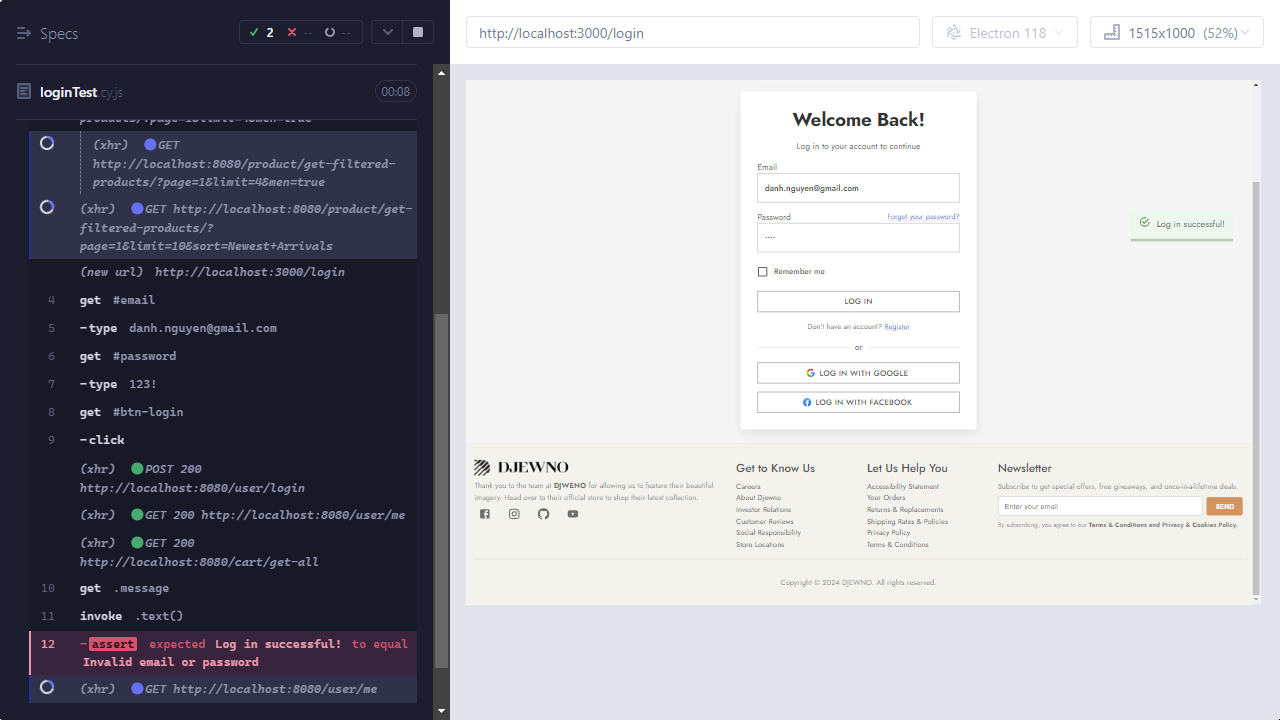 Specs
2 -- --
loginTest.cy.js
00:08
products/?page=1&limit=4&men=true
(xhr) GET
http://localhost:8080/product/get-filtered-
products/?page=1&limit=4&men=true
(xhr) GET http://localhost:8080/product/get-
filtered-products/?
page=1&limit=10&sort=Newest+Arrivals
(new url) http://localhost:3000/login
4 get #email
5 -type danh.nguyen@gmail.com
6 get #password
7 -type 123!
8 get #btn-login
9 -click
(xhr) POST 200
http://localhost:8080/user/login
(xhr) GET 200 http://localhost:8080/user/me
(xhr) GET 200
http://localhost:8080/cart/get-all
10 get .message
11 invoke .text()
12 -assert expected Log in successful! to equal
Invalid email or password
(xhr) GET http://localhost:8080/user/me
http://localhost:3000/login
Electron 118
1515x1000 (52%)
Welcome Back!
Log in to your account to continue
Email
danh.nguyen@gmail.com
Password Forget your password?
....
Remember me
LOG IN
Don't have an account? Register
or
LOG IN WITH GOOGLE
LOG IN WITH FACEBOOK
Log in successful!
DJEWNO
Thank you to the team at DJWENO for allowing us to feature their beautiful
imagery. Head over to their official store to shop their latest collection.
Get to Know Us
Careers
About Djewno
Investor Relations
Customer Reviews
Social Responsibility
Store Locations
Let Us Help You
Accessibility Statement
Your Orders
Returns & Replacements
Shipping Rates & Policies
Privacy Policy
Terms & Conditions
Newsletter
Subscribe to get special offers, free giveaways, and once-in-a-lifetime deals.
Enter your email
SEND
By subscribing, you agree to our Terms & Conditions and Privacy & Cookies Policy.
Copyright © 2024 DJEWNO. All rights reserved.